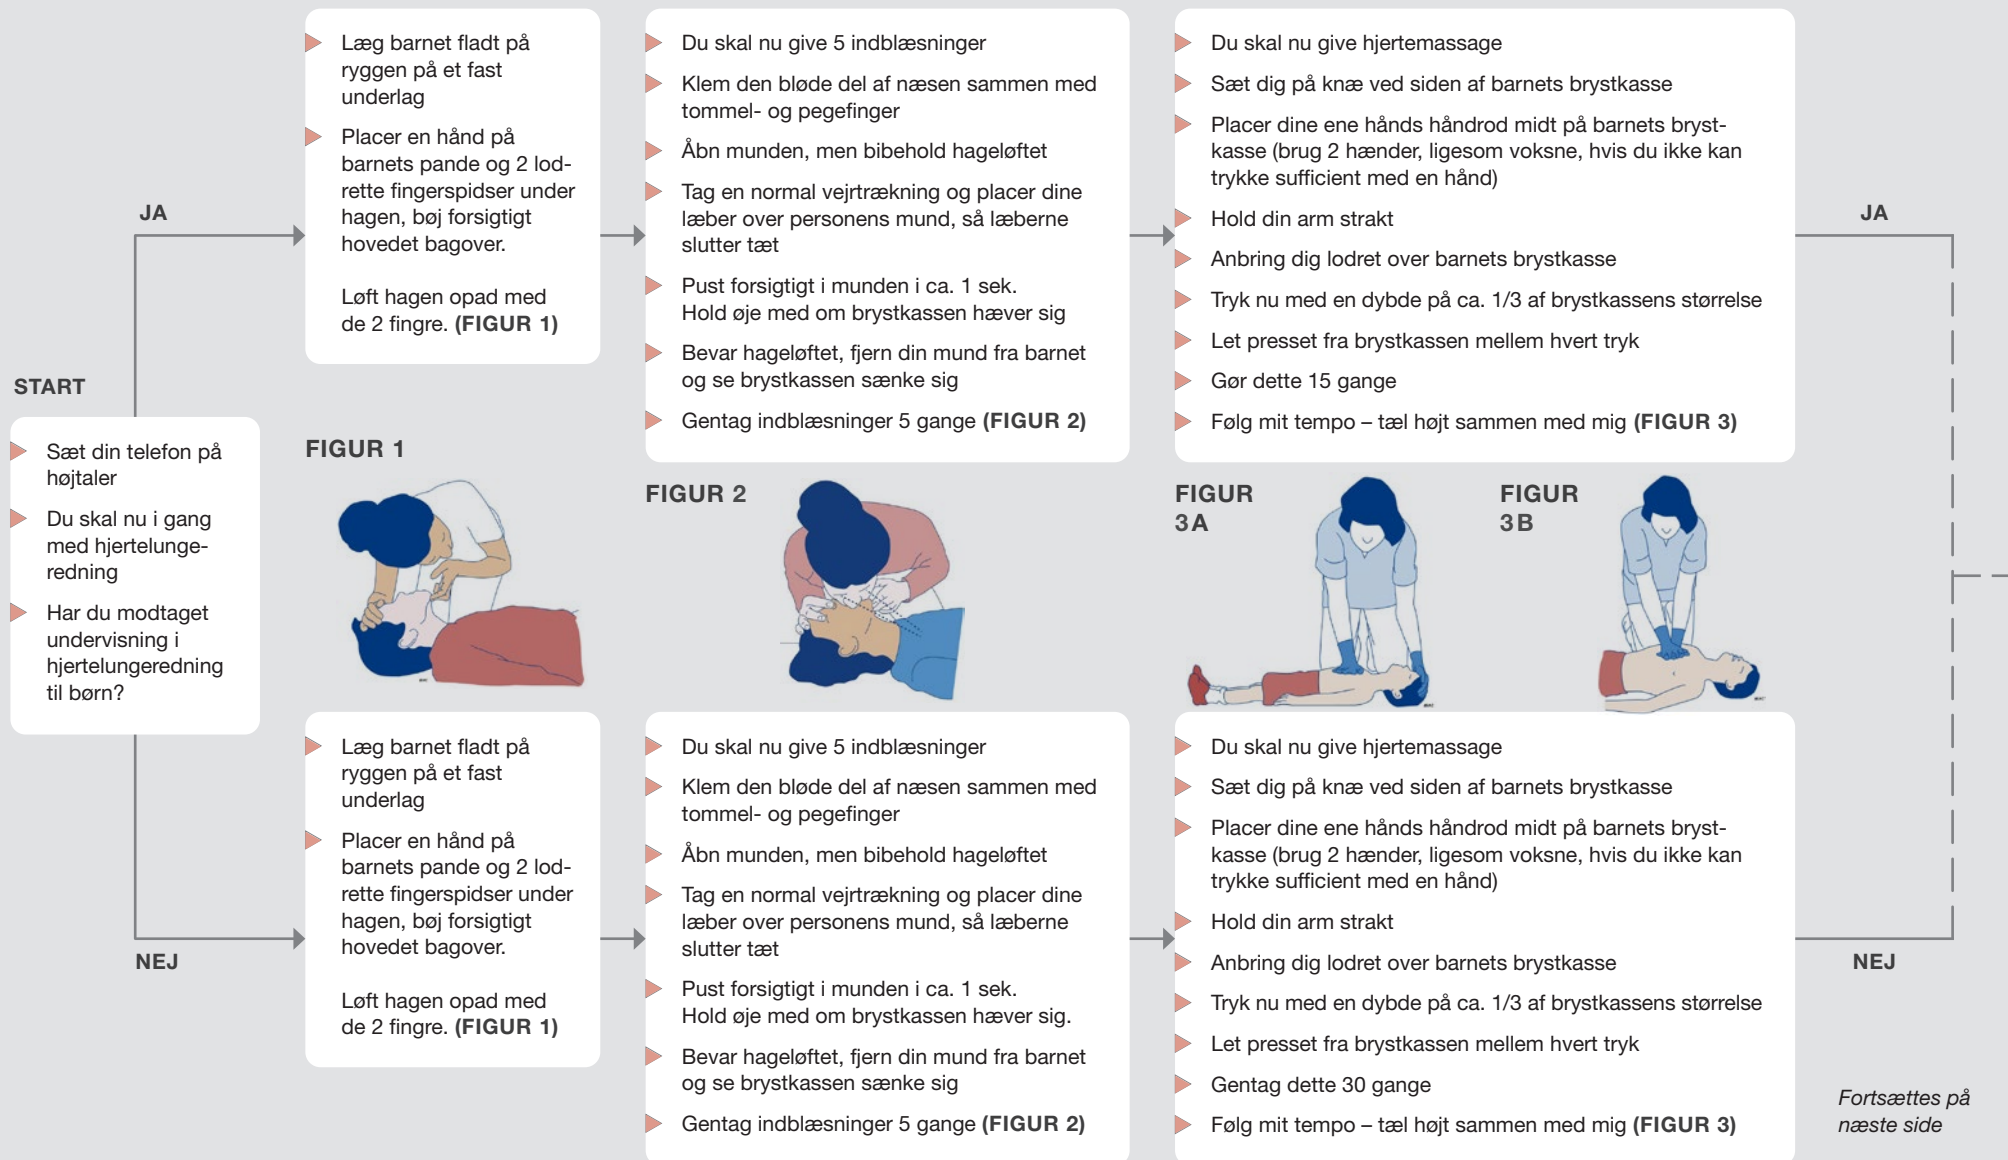 START
Sæt din telefon på
højtaler
Du skal nu i gang
med hjertelunge-
redning
Har du modtaget
undervisning i
hjertelungeredning
til børn?
JA
Læg barnet fladt på
ryggen på et fast
underlag
Placer en hånd på
barnets pande og 2 lod-
rette fingerspidser under
hagen, bøj forsigtigt
hovedet bagover.
Løft hagen opad med
de 2 fingre. (FIGUR 1)
Du skal nu give 5 indblæsninger
Klem den bløde del af næsen sammen med
tommel- og pegefinger
Åbn munden, men bibehold hageløftet
Tag en normal vejrtrækning og placer dine
læber over personens mund, så læberne
slutter tæt
Pust forsigtigt i munden i ca. 1 sek.
Hold øje med om brystkassen hæver sig
Bevar hageløftet, fjern din mund fra barnet
og se brystkassen sænke sig
Gentag indblæsninger 5 gange (FIGUR 2)
Du skal nu give hjertemassage
Sæt dig på knæ ved siden af barnets brystkasse
Placer dine ene hånds håndrod midt på barnets bryst-
kasse (brug 2 hænder, ligesom voksne, hvis du ikke kan
trykke sufficient med en hånd)
Hold din arm strakt
Anbring dig lodret over barnets brystkasse
Tryk nu med en dybde på ca. 1/3 af brystkassens størrelse
Let presset fra brystkassen mellem hvert tryk
Gør dette 15 gange
Følg mit tempo – tæl højt sammen med mig (FIGUR 3)
JA
FIGUR 1
FIGUR 2
FIGUR
3A
FIGUR
3B
NEJ
Læg barnet fladt på
ryggen på et fast
underlag
Placer en hånd på
barnets pande og 2 lod-
rette fingerspidser under
hagen, bøj forsigtigt
hovedet bagover.
Løft hagen opad med
de 2 fingre. (FIGUR 1)
Du skal nu give 5 indblæsninger
Klem den bløde del af næsen sammen med
tommel- og pegefinger
Åbn munden, men bibehold hageløftet
Tag en normal vejrtrækning og placer dine
læber over personens mund, så læberne
slutter tæt
Pust forsigtigt i munden i ca. 1 sek.
Hold øje med om brystkassen hæver sig.
Bevar hageløftet, fjern din mund fra barnet
og se brystkassen sænke sig
Gentag indblæsninger 5 gange (FIGUR 2)
Du skal nu give hjertemassage
Sæt dig på knæ ved siden af barnets brystkasse
Placer dine ene hånds håndrod midt på barnets bryst-
kasse (brug 2 hænder, ligesom voksne, hvis du ikke kan
trykke sufficient med en hånd)
Hold din arm strakt
Anbring dig lodret over barnets brystkasse
Tryk nu med en dybde på ca. 1/3 af brystkassens størrelse
Let presset fra brystkassen mellem hvert tryk
Gentag dette 30 gange
Følg mit tempo – tæl højt sammen med mig (FIGUR 3)
NEJ
Fortsættes på
næste side